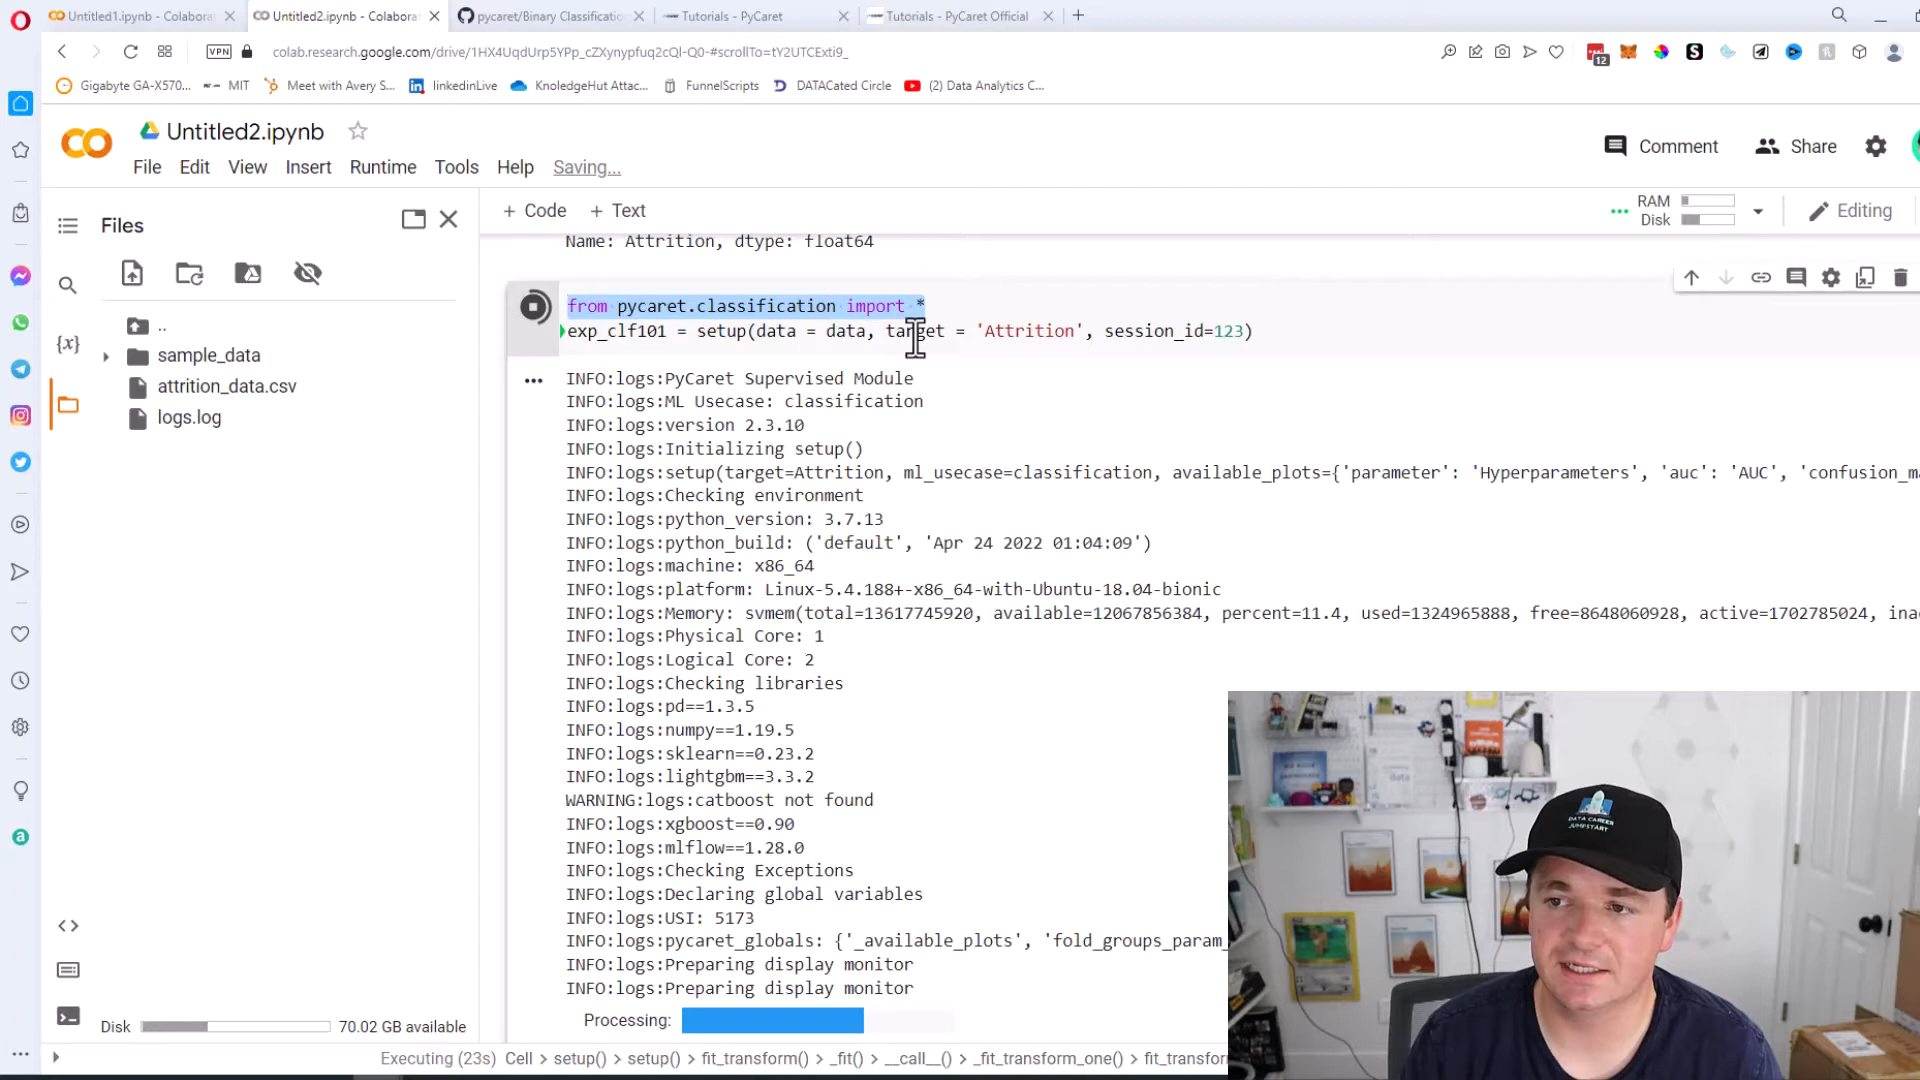 Untitled1.ipynb - Colabora
Untitled2.ipynb - Colabora
pycaret/Binary Classificatio
Tutorials - PyCaret
Tutorials - PyCaret Official
VPN
colab.research.google.com/drive/1HX4UqdUrp5YPp_cZXynypfuq2cQl-Q0-#scrollTo=tY2UTCExti9_
12
Gigabyte GA-X570...
MIT
Meet with Avery S...
linkedinLive
KnoledgeHut Attac...
FunnelScripts
DATACated Circle
(2) Data Analytics C...
Untitled2.ipynb
Comment
Share
File Edit View Insert Runtime Tools Help Saving...
Files
+ Code + Text
RAM
Disk
Editing
..
sample_data
attrition_data.csv
logs.log
{x}
Name: Attrition, dtype: float64
from pycaret.classification import *
exp_clf101 = setup(data = data, target = 'Attrition', session_id=123)
INFO:logs:PyCaret Supervised Module
INFO:logs:ML Usecase: classification
INFO:logs:version 2.3.10
INFO:logs:Initializing setup()
INFO:logs:setup(target=Attrition, ml_usecase=classification, available_plots={'parameter': 'Hyperparameters', 'auc': 'AUC', 'confusion_ma
INFO:logs:Checking environment
INFO:logs:python_version: 3.7.13
INFO:logs:python_build: ('default', 'Apr 24 2022 01:04:09')
INFO:logs:machine: x86_64
INFO:logs:platform: Linux-5.4.188+-x86_64-with-Ubuntu-18.04-bionic
INFO:logs:Memory: svmem(total=13617745920, available=12067856384, percent=11.4, used=1324965888, free=8648060928, active=1702785024, ina
INFO:logs:Physical Core: 1
INFO:logs:Logical Core: 2
INFO:logs:Checking libraries
INFO:logs:pd==1.3.5
INFO:logs:numpy==1.19.5
INFO:logs:sklearn==0.23.2
INFO:logs:lightgbm==3.3.2
WARNING:logs:catboost not found
INFO:logs:xgboost==0.90
INFO:logs:mlflow==1.28.0
INFO:logs:Checking Exceptions
INFO:logs:Declaring global variables
INFO:logs:USI: 5173
INFO:logs:pycaret_globals: {'_available_plots', 'fold_groups_param_
INFO:logs:Preparing display monitor
INFO:logs:Preparing display monitor
Processing:
Disk
70.02 GB available
Executing (23s) Cell > setup() > setup() > fit_transform() > _fit() > __call__() > _fit_transform_one() > fit_transfor
DATA CAREER
JUMPSTART